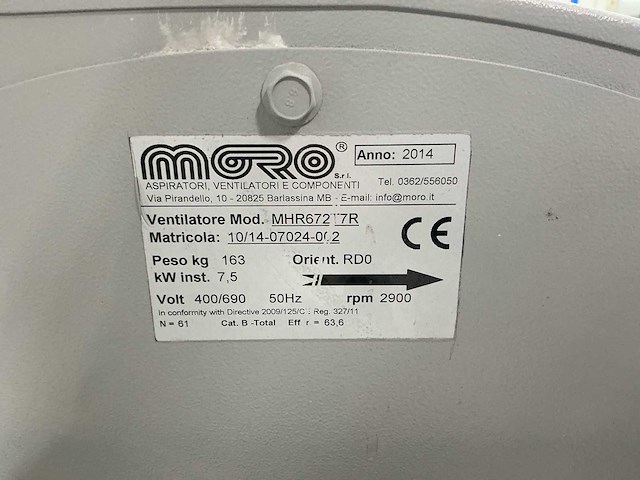 MORO® S.r.l.
Anno: 2014
ASPIRATORI, VENTILATORI E COMPONENTI Tel. 0362/556050
Via Pirandello, 10 - 20825 Barlassina MB - E-mail: info@moro.it
Ventilatore Mod.
Matricola: CE
Peso kg 163 Orient. RD0
kW inst. 7,5
Volt 400/690 50Hz rpm 2900
In conformity with Directive Reg. 327/11
N = 61 Cat. B -Total Eff = 63,6